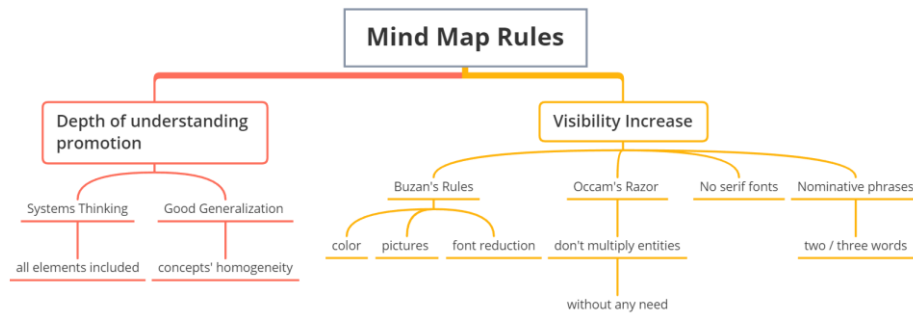 Mind Map Rules
Depth of understanding
promotion
Visibility Increase
Systems Thinking
Good Generalization
Buzan's Rules
Occam's Razor
No serif fonts
Nominative phrases
all elements included
concepts' homogeneity
color
pictures
font reduction
don't multiply entities
two / three words
without any need